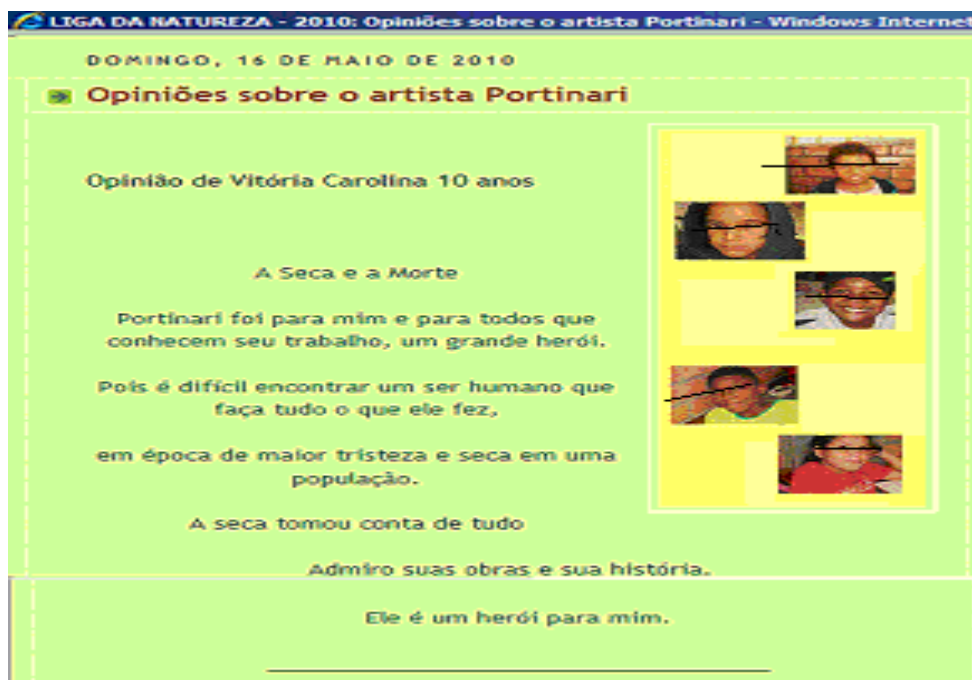 LIGA DA NATUREZA - 2010: Opiniões sobre o artista Portinari - Windows Internet
DOMINGO, 16 DE MAIO DE 2010
Opiniões sobre o artista Portinari
Opinião de Vitória Carolina 10 anos
A Seca e a Morte
Portinari foi para mim e para todos que
conhecem seu trabalho, um grande herói.
Pois é difícil encontrar um ser humano que
faça tudo o que ele fez,
em época de maior tristeza e seca em uma
população.
A seca tomou conta de tudo
Admiro suas obras e sua história.
Ele é um herói para mim.